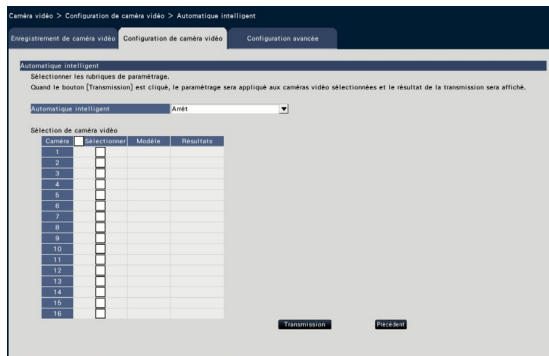 Caméra vidéo > Configuration de caméra vidéo > Automatique intelligent
Enregistrement de caméra vidéo Configuration de caméra vidéo Configuration avancée
Automatique intelligent
Sélectionner les rubriques de paramétrage.
Quand le bouton [Transmission] est cliqué, le paramétrage sera appliqué aux caméras vidéo sélectionnées et le résultat de la transmission sera affiché.
Automatique intelligent Arrêt
Sélection de caméra vidéo
Caméra Sélectionner Modèle Résultats
1
2
3
4
5
6
7
8
9
10
11
12
13
14
15
16
Transmission Précédent